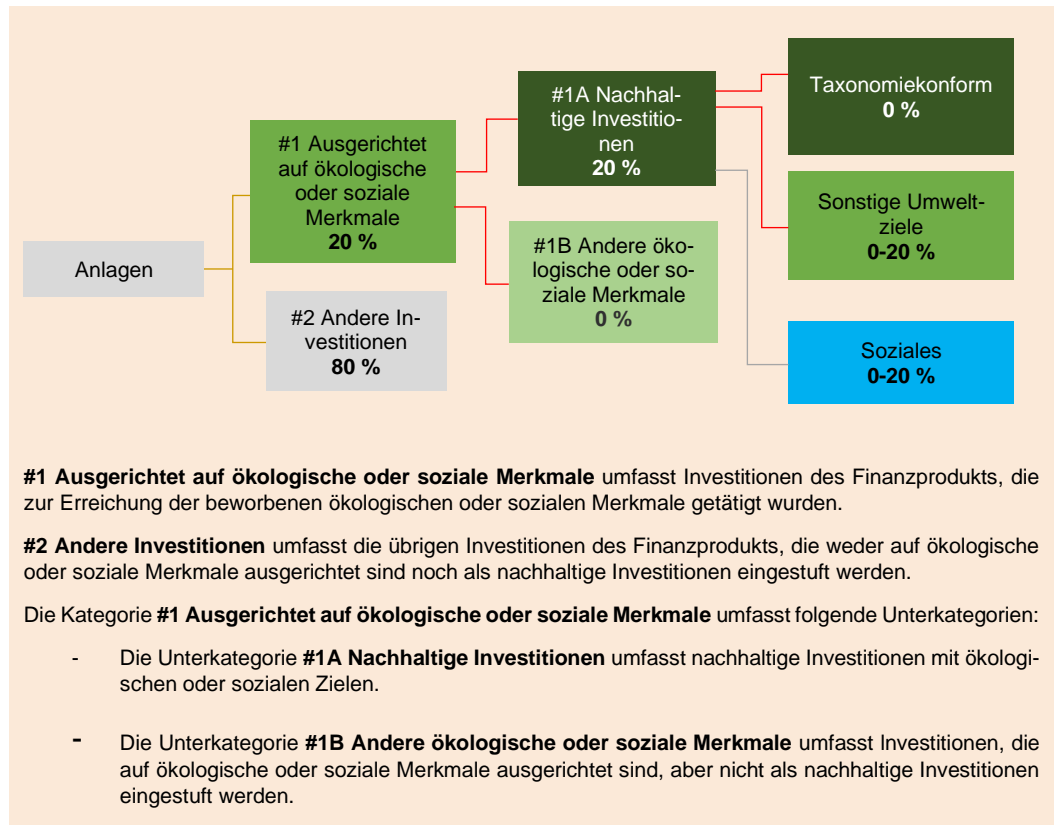 Anlagen
#1 Ausgerichtet
auf ökologische
oder soziale
Merkmale
20 %
#2 Andere In-
vestitionen
80 %
#1A Nachhal-
tige Investitio-
nen
20 %
#1B Andere öko-
logische oder so-
ziale Merkmale
0 %
Taxonomiekonform
0 %
Sonstige Umwelt-
ziele
0-20 %
Soziales
0-20 %
#1 Ausgerichtet auf ökologische oder soziale Merkmale umfasst Investitionen des Finanzprodukts, die
zur Erreichung der beworbenen ökologischen oder sozialen Merkmale getätigt wurden.
#2 Andere Investitionen umfasst die übrigen Investitionen des Finanzprodukts, die weder auf ökologische
oder soziale Merkmale ausgerichtet sind noch als nachhaltige Investitionen eingestuft werden.
Die Kategorie #1 Ausgerichtet auf ökologische oder soziale Merkmale umfasst folgende Unterkategorien:
- Die Unterkategorie #1A Nachhaltige Investitionen umfasst nachhaltige Investitionen mit ökologi-
schen oder sozialen Zielen.
- Die Unterkategorie #1B Andere ökologische oder soziale Merkmale umfasst Investitionen, die
auf ökologische oder soziale Merkmale ausgerichtet sind, aber nicht als nachhaltige Investitionen
eingestuft werden.